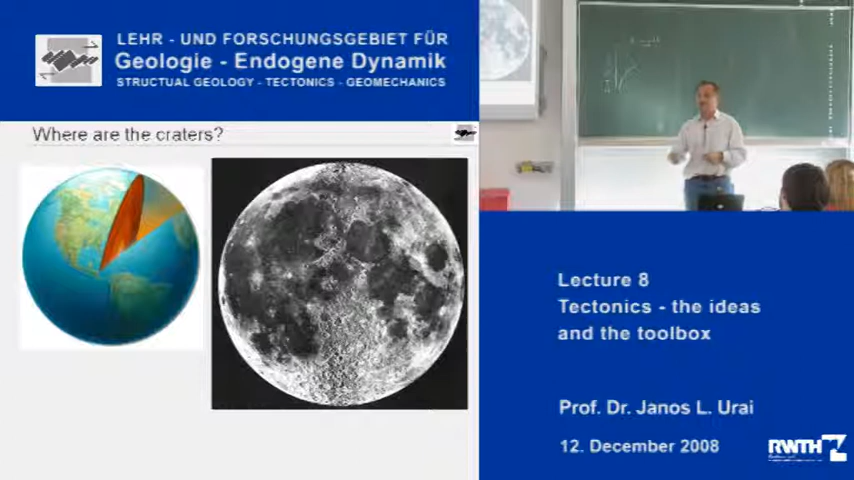 LEHR - UND FORSCHUNGSGEBIET FÜR
Geologie - Endogene Dynamik
STRUCTUAL GEOLOGY - TECTONICS - GEOMECHANICS
Where are the craters?
Lecture 8
Tectonics - the ideas
and the toolbox
Prof. Dr. Janos L. Urai
12. December 2008
RWTH